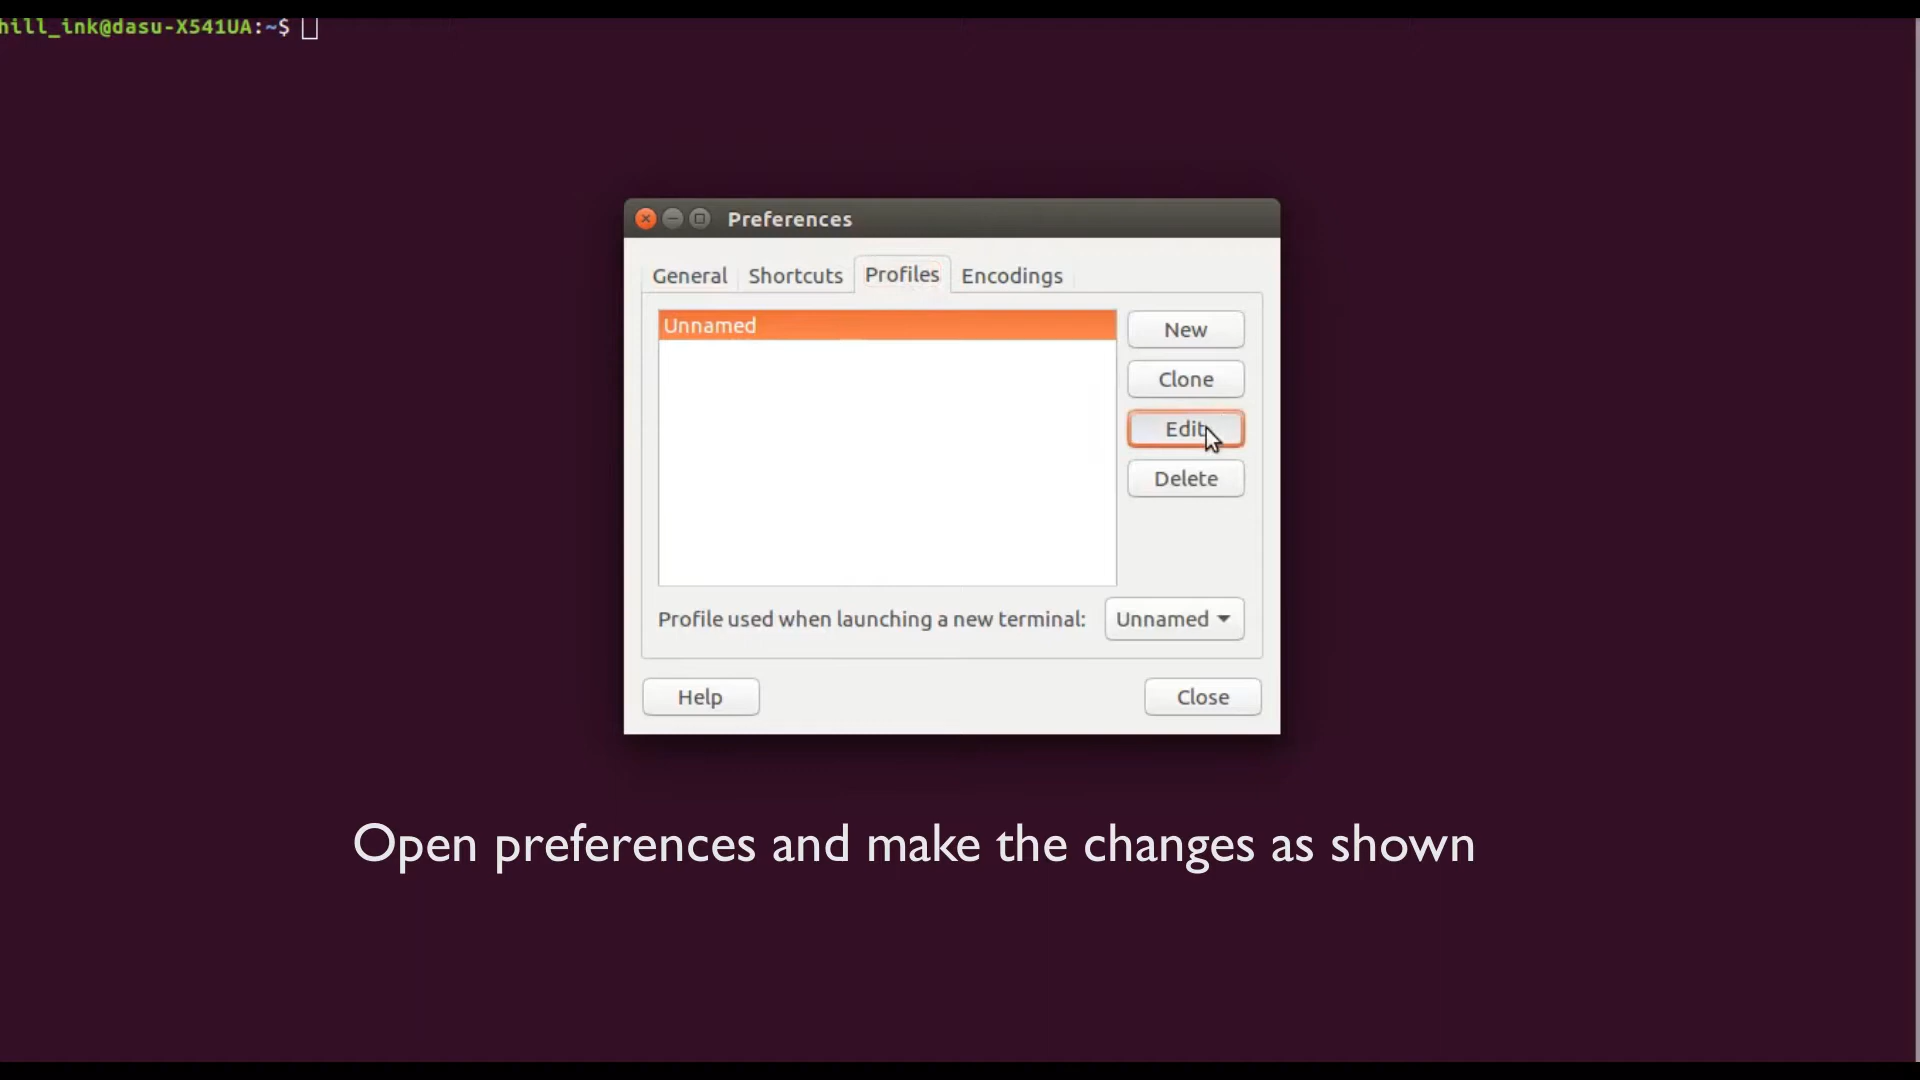 hill_ink@dasu-X541UA:~$
Preferences
General Shortcuts Profiles Encodings
Unnamed
New
Clone
Edit
Delete
Profile used when launching a new terminal: Unnamed
Help Close
Open preferences and make the changes as shown